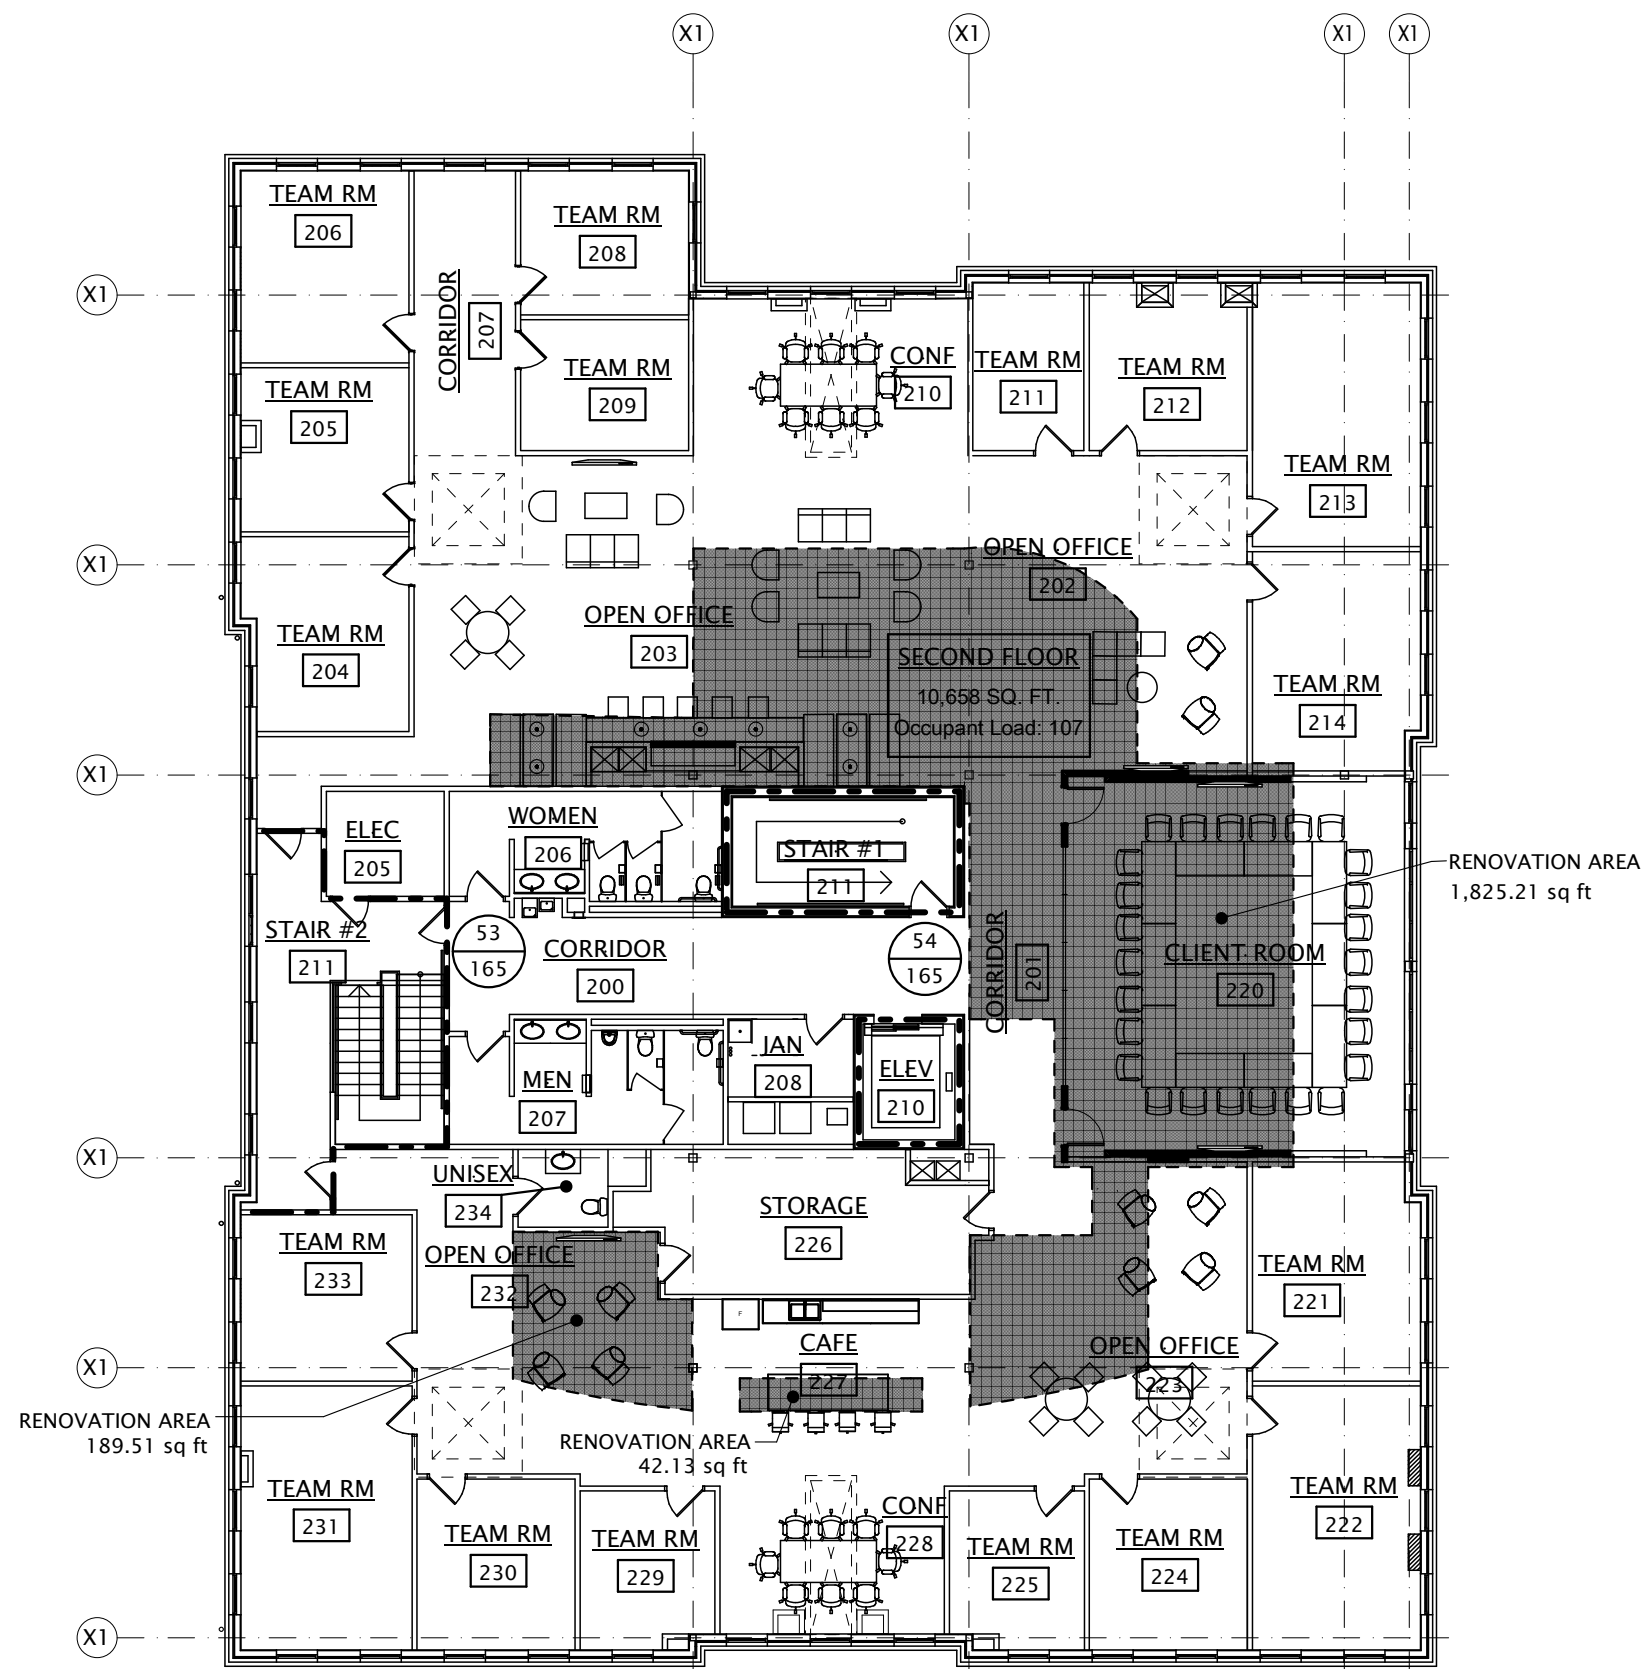 X1
X1
X1
X1
TEAM RM
206
TEAM RM
208
CORRIDOR
207
X1
TEAM RM
205
TEAM RM
209
CONF
210
TEAM RM
211
TEAM RM
212
TEAM RM
213
X1
OPEN OFFICE
202
OPEN OFFICE
203
TEAM RM
204
SECOND FLOOR
10,658 SQ. FT.
Occupant Load: 107
TEAM RM
214
X1
ELEC
205
WOMEN
206
STAIR #1
211
RENOVATION AREA
1,825.21 sq ft
STAIR #2
211
53
165
CORRIDOR
200
54
165
CORRIDOR
201
CLIENT ROOM
220
MEN
207
JAN
208
ELEV
210
X1
UNISEX
234
STORAGE
226
TEAM RM
233
OPEN OFFICE
232
TEAM RM
221
F
CAFE
227
OPEN OFFICE
223
X1
RENOVATION AREA
189.51 sq ft
RENOVATION AREA
42.13 sq ft
TEAM RM
231
TEAM RM
230
TEAM RM
229
CONF
228
TEAM RM
225
TEAM RM
224
TEAM RM
222
X1